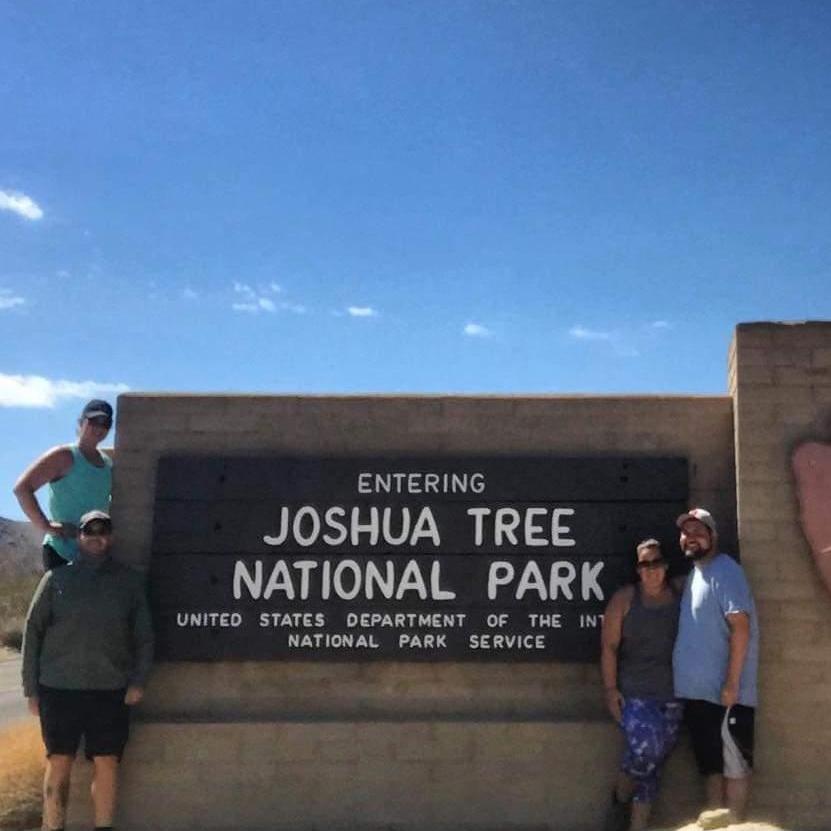 ENTERING
JOSHUA TREE
NATIONAL PARK
UNITED STATES DEPARTMENT OF THE INT
NATIONAL PARK SERVICE